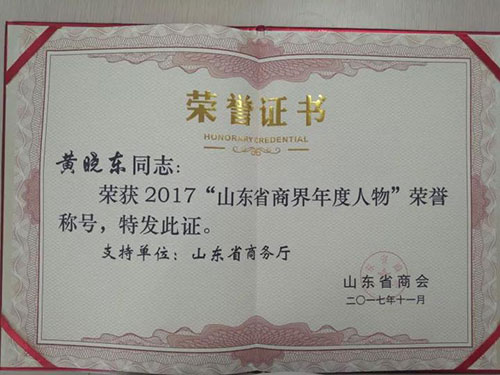 荣誉证书
HONORARY CREDENTIAL
黄晓东同志：
荣获2017“山东省商界年度人物”荣誉
称号，特发此证。
支持单位：山东省商务厅
山东省商会
二〇一七年十一月